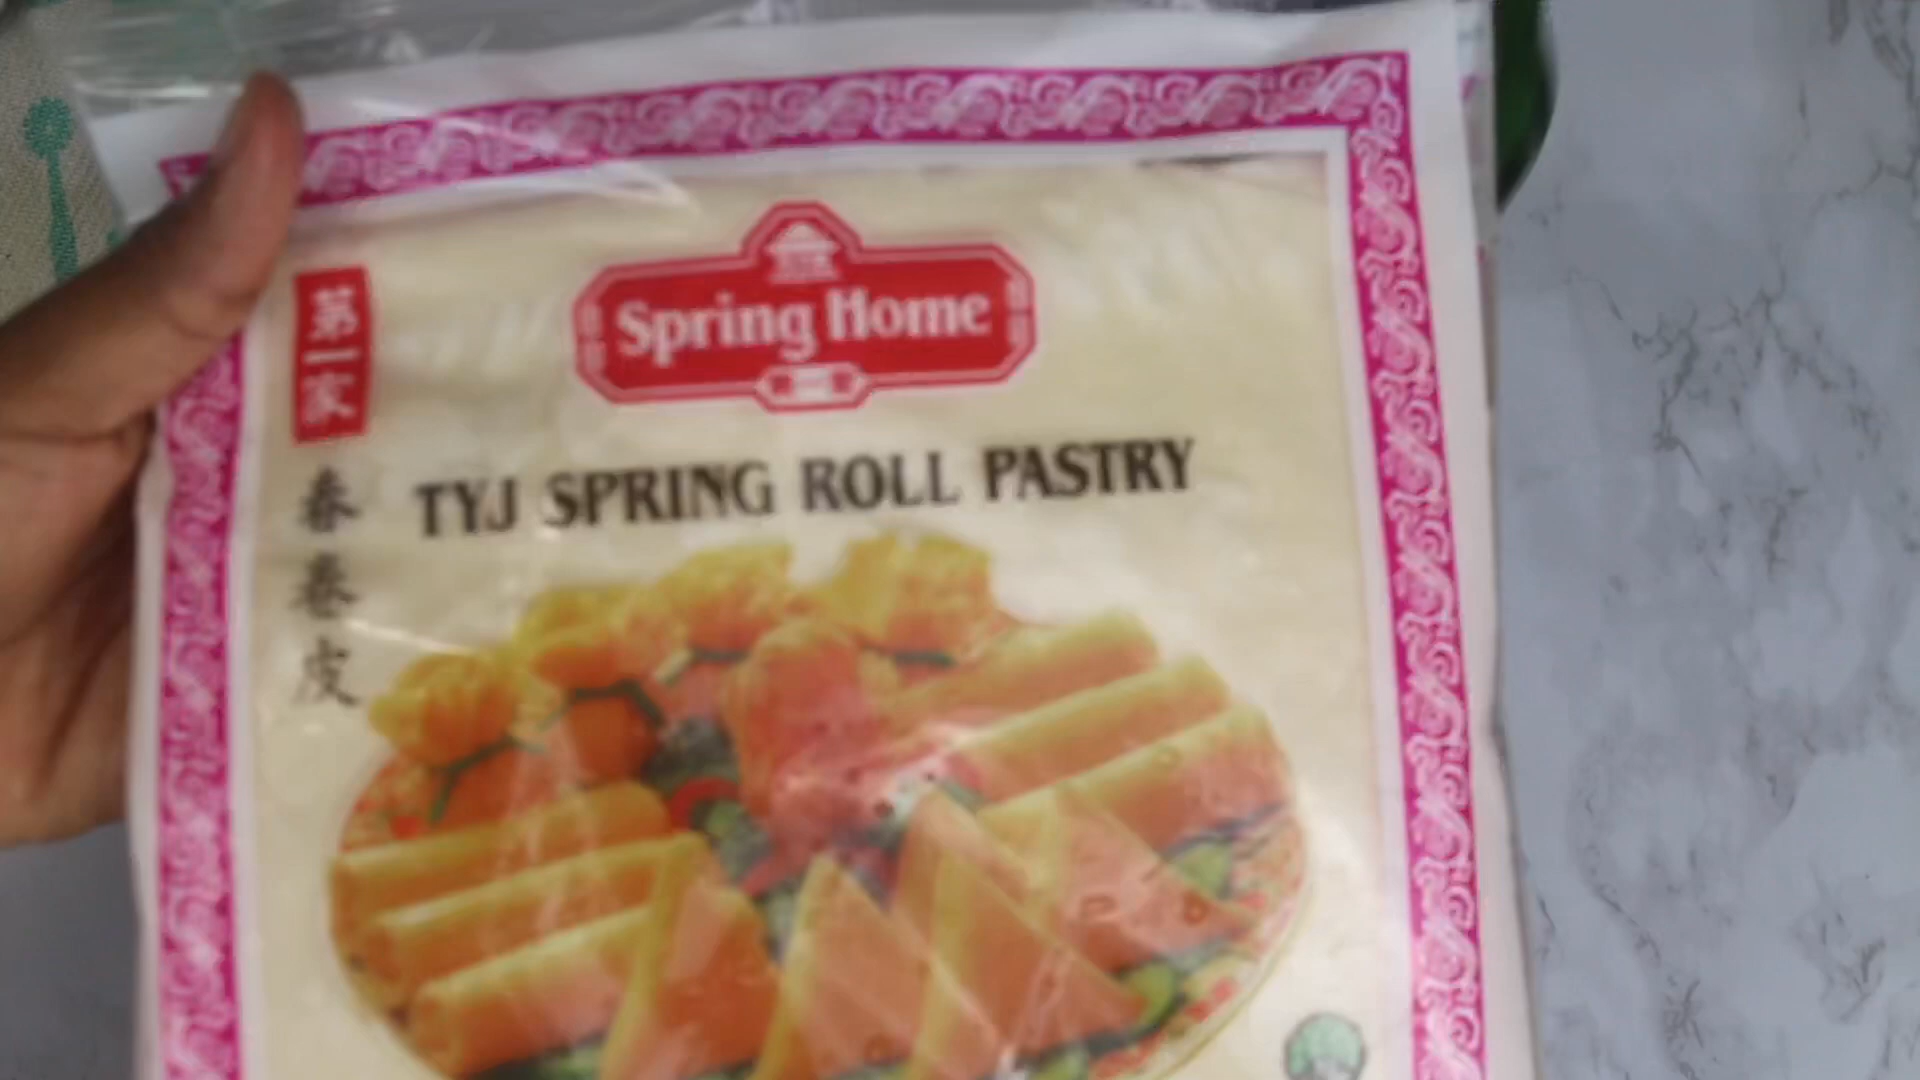 Spring Home
第一家
TYJ SPRING ROLL PASTRY
春卷皮